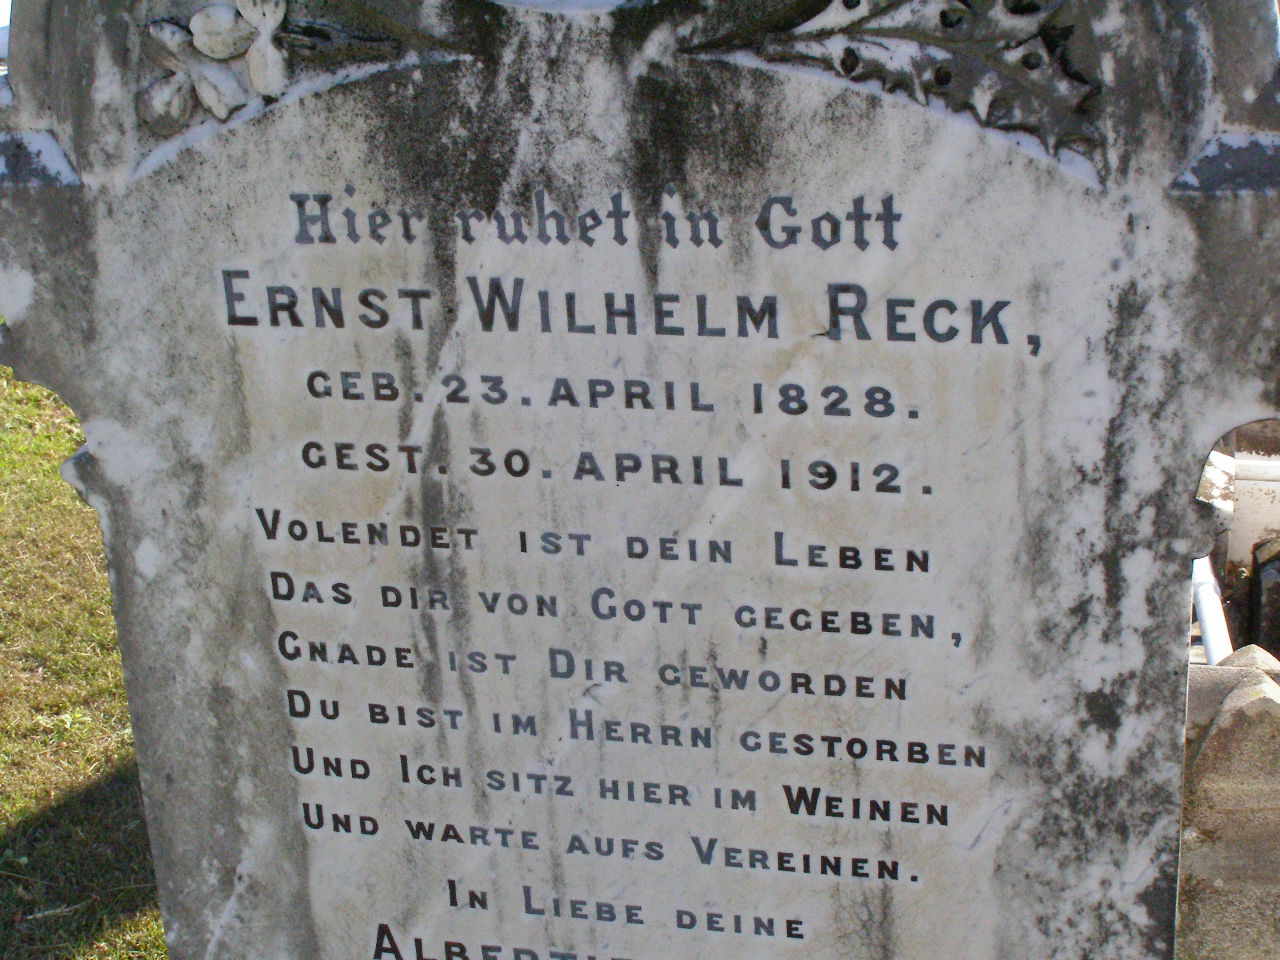 Hier ruhet in Gott
ERNST WILHELM RECK,
GEB. 23. APRIL 1828.
GEST. 30. APRIL 1912.
VOLENDET IST DEIN LEBEN
DAS DIR VON GOTT GEGEBEN,
GNADE IST DIR GEWORDEN
DU BIST IM HERRN GESTORBEN
UND ICH SITZ HIER IM WEINEN
UND WARTE AUFS VEREINEN.
IN LIEBE DEINE